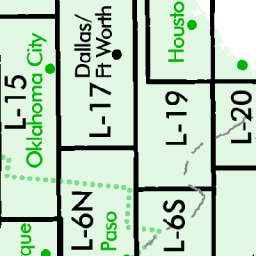 L-15
Oklahoma City
Dallas/
Ft Worth
L-17
Housto
L-19
L-20
L-6N
Paso
L-6S
que